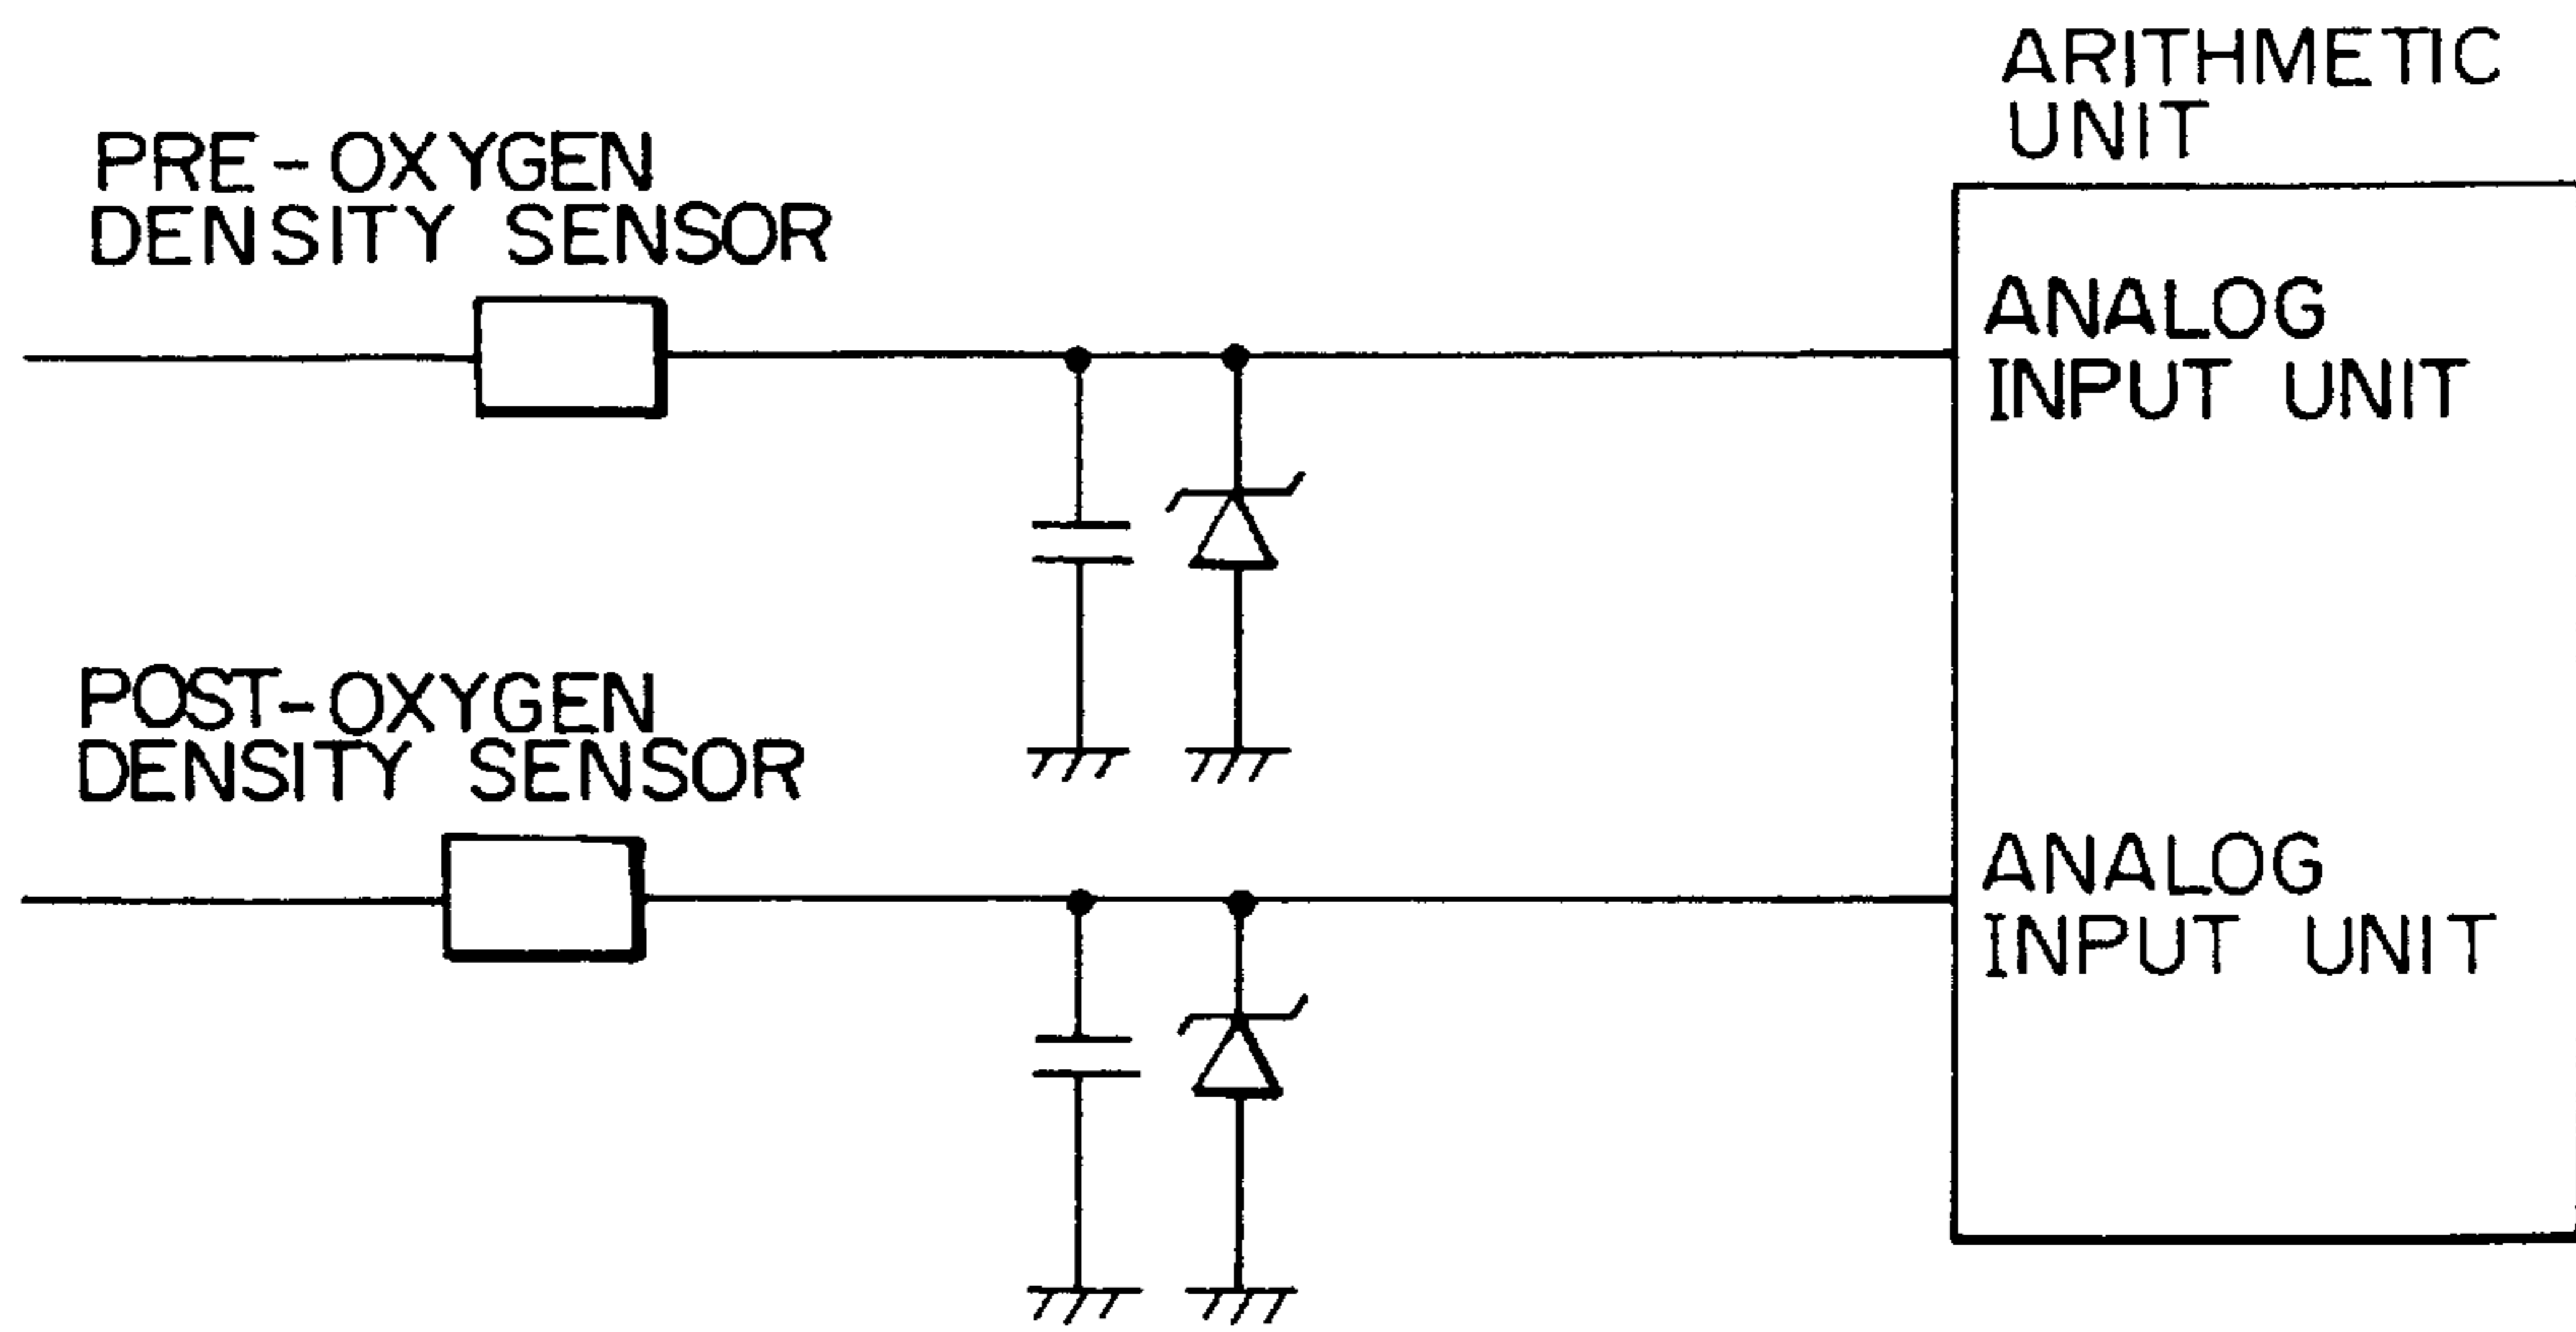 ARITHMETIC
UNIT
PRE-OXYGEN
DENSITY SENSOR
ANALOG
INPUT UNIT
POST-OXYGEN
DENSITY SENSOR
ANALOG
INPUT UNIT